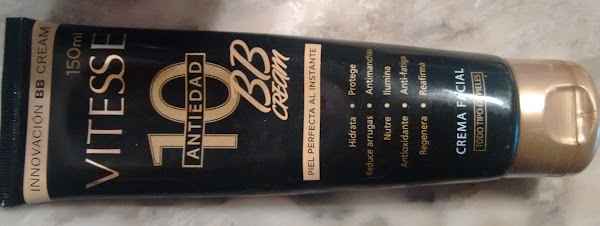 INNOVACIÓN BB CREAM
150ml
VITESSE
10
ANTIEDAD
BB
CREAM
PIEL PERFECTA AL INSTANTE
Hidrata • Protege
Reduce arrugas • Antimanchas
Nutre • Ilumina
Antioxidante • Anti-fatiga
Regenera • Reafirma
CREMA FACIAL
TODO TIPO DE PIELES